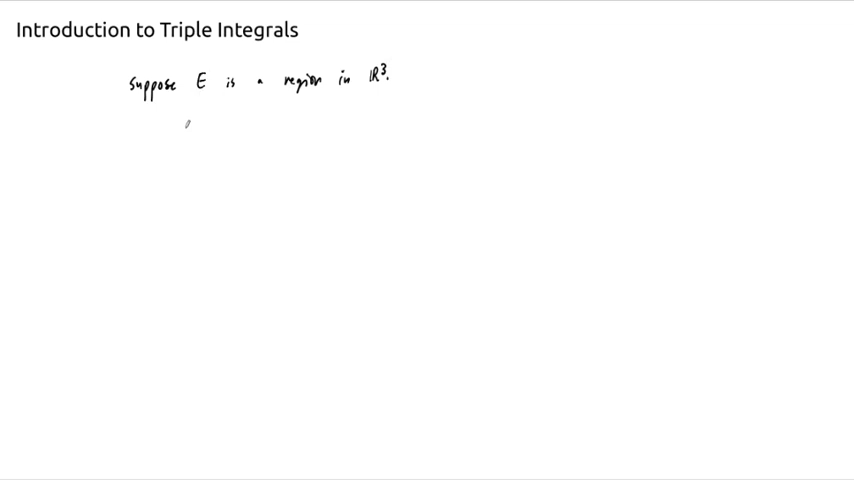 Introduction to Triple Integrals
Suppose E is a region in ℝ³.